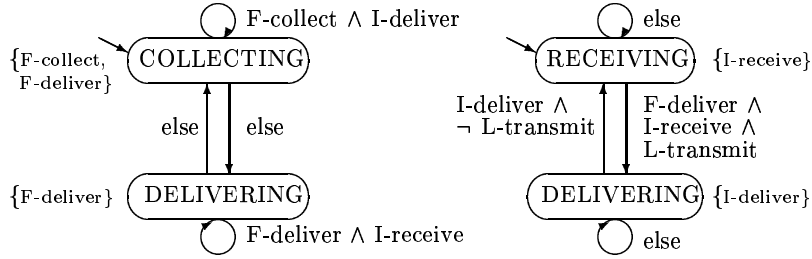 F-collect ∧ I-deliver
else
{F-collect,
F-deliver}
COLLECTING
RECEIVING
{I-receive}
else
else
I-deliver ∧
¬ L-transmit
F-deliver ∧
I-receive ∧
L-transmit
{F-deliver}
DELIVERING
DELIVERING
{I-deliver}
F-deliver ∧ I-receive
else